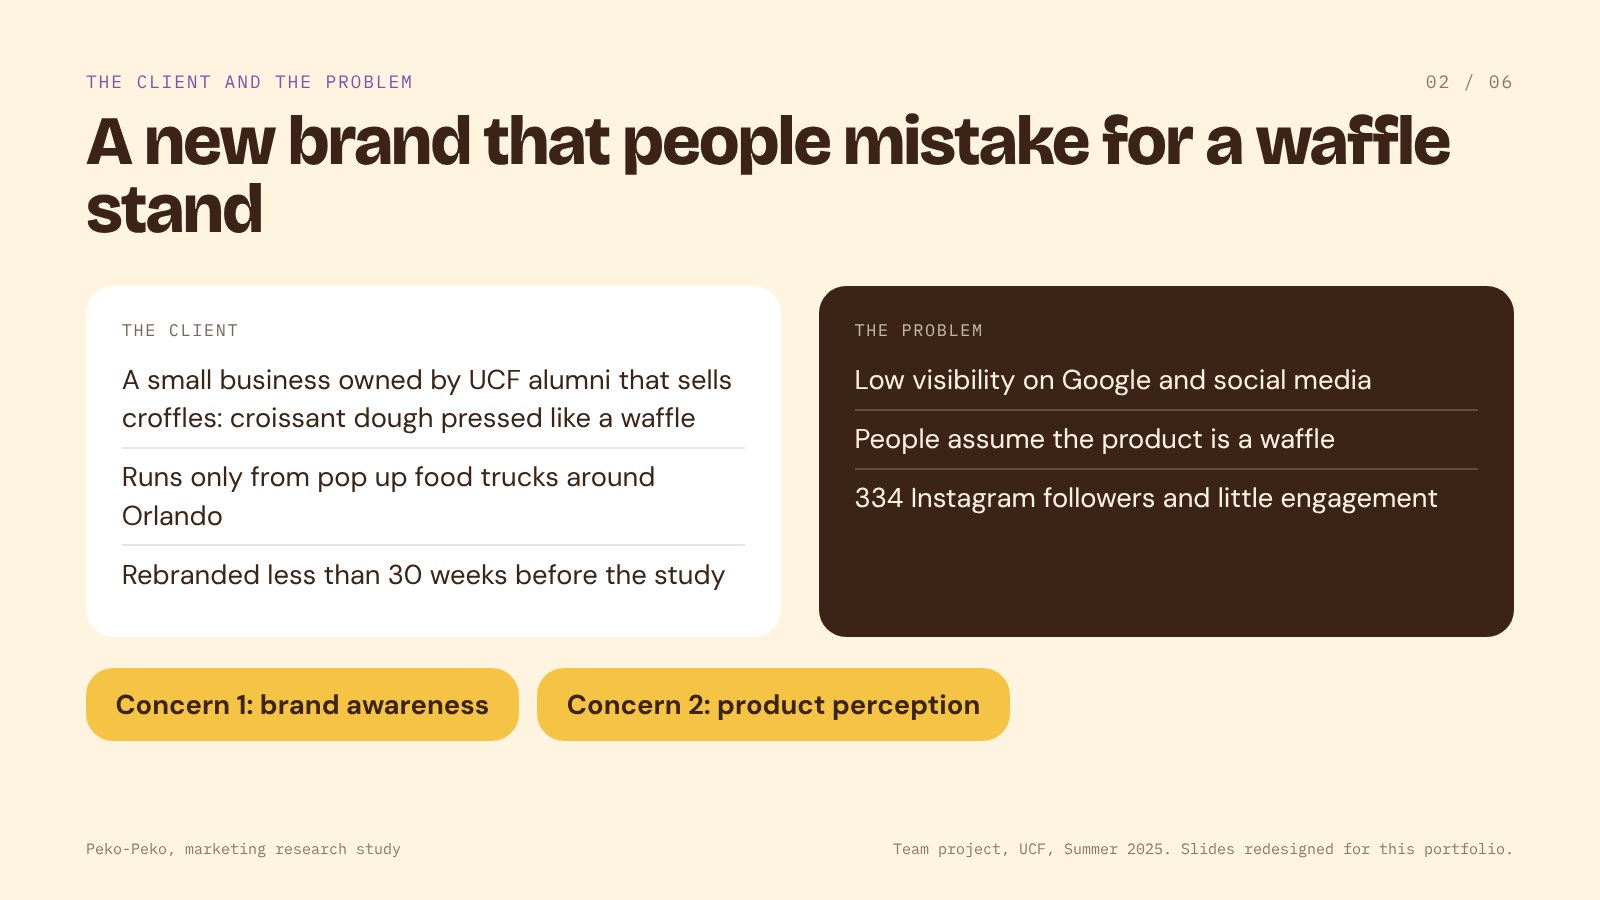 THE CLIENT AND THE PROBLEM
02 / 06
A new brand that people mistake for a waffle
stand
THE CLIENT
A small business owned by UCF alumni that sells
croffles: croissant dough pressed like a waffle
Runs only from pop up food trucks around
Orlando
Rebranded less than 30 weeks before the study
THE PROBLEM
Low visibility on Google and social media
People assume the product is a waffle
334 Instagram followers and little engagement
Concern 1: brand awareness
Concern 2: product perception
Peko-Peko, marketing research study
Team project, UCF, Summer 2025. Slides redesigned for this portfolio.